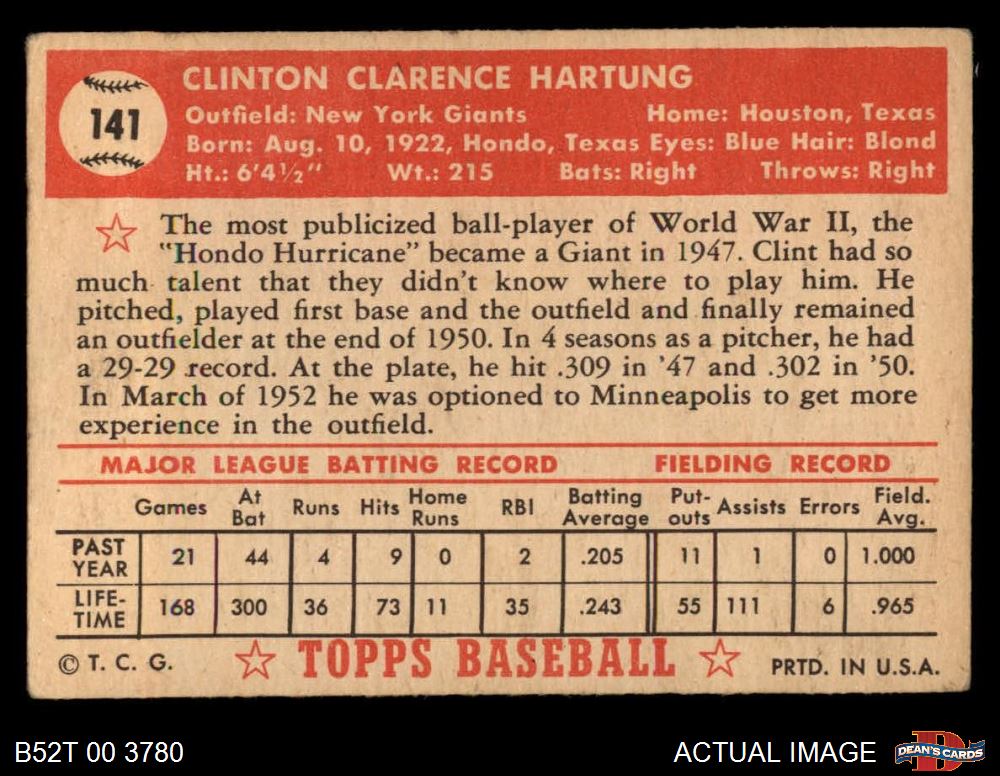 CLINTON CLARENCE HARTUNG
141
Outfield: New York Giants Home: Houston, Texas
Born: Aug. 10, 1922, Hondo, Texas Eyes: Blue Hair: Blond
Ht.: 6'4½" Wt.: 215 Bats: Right Throws: Right
The most publicized ball-player of World War II, the
"Hondo Hurricane" became a Giant in 1947. Clint had so
much talent that they didn't know where to play him. He
pitched, played first base and the outfield and finally remained
an outfielder at the end of 1950. In 4 seasons as a pitcher, he had
a 29-29 record. At the plate, he hit .309 in '47 and .302 in '50.
In March of 1952 he was optioned to Minneapolis to get more
experience in the outfield.
MAJOR LEAGUE BATTING RECORD FIELDING RECORD
Games At Bat Runs Hits Home Runs RBI Batting Average Put-outs Assists Errors Field. Avg.
PAST YEAR 21 44 4 9 0 2 .205 11 1 0 1.000
LIFE-TIME 168 300 36 73 11 35 .243 55 111 6 .965
© T. C. G. TOPPS BASEBALL PRTD. IN U.S.A.
B52T 00 3780 ACTUAL IMAGE D DEAN'S CARDS